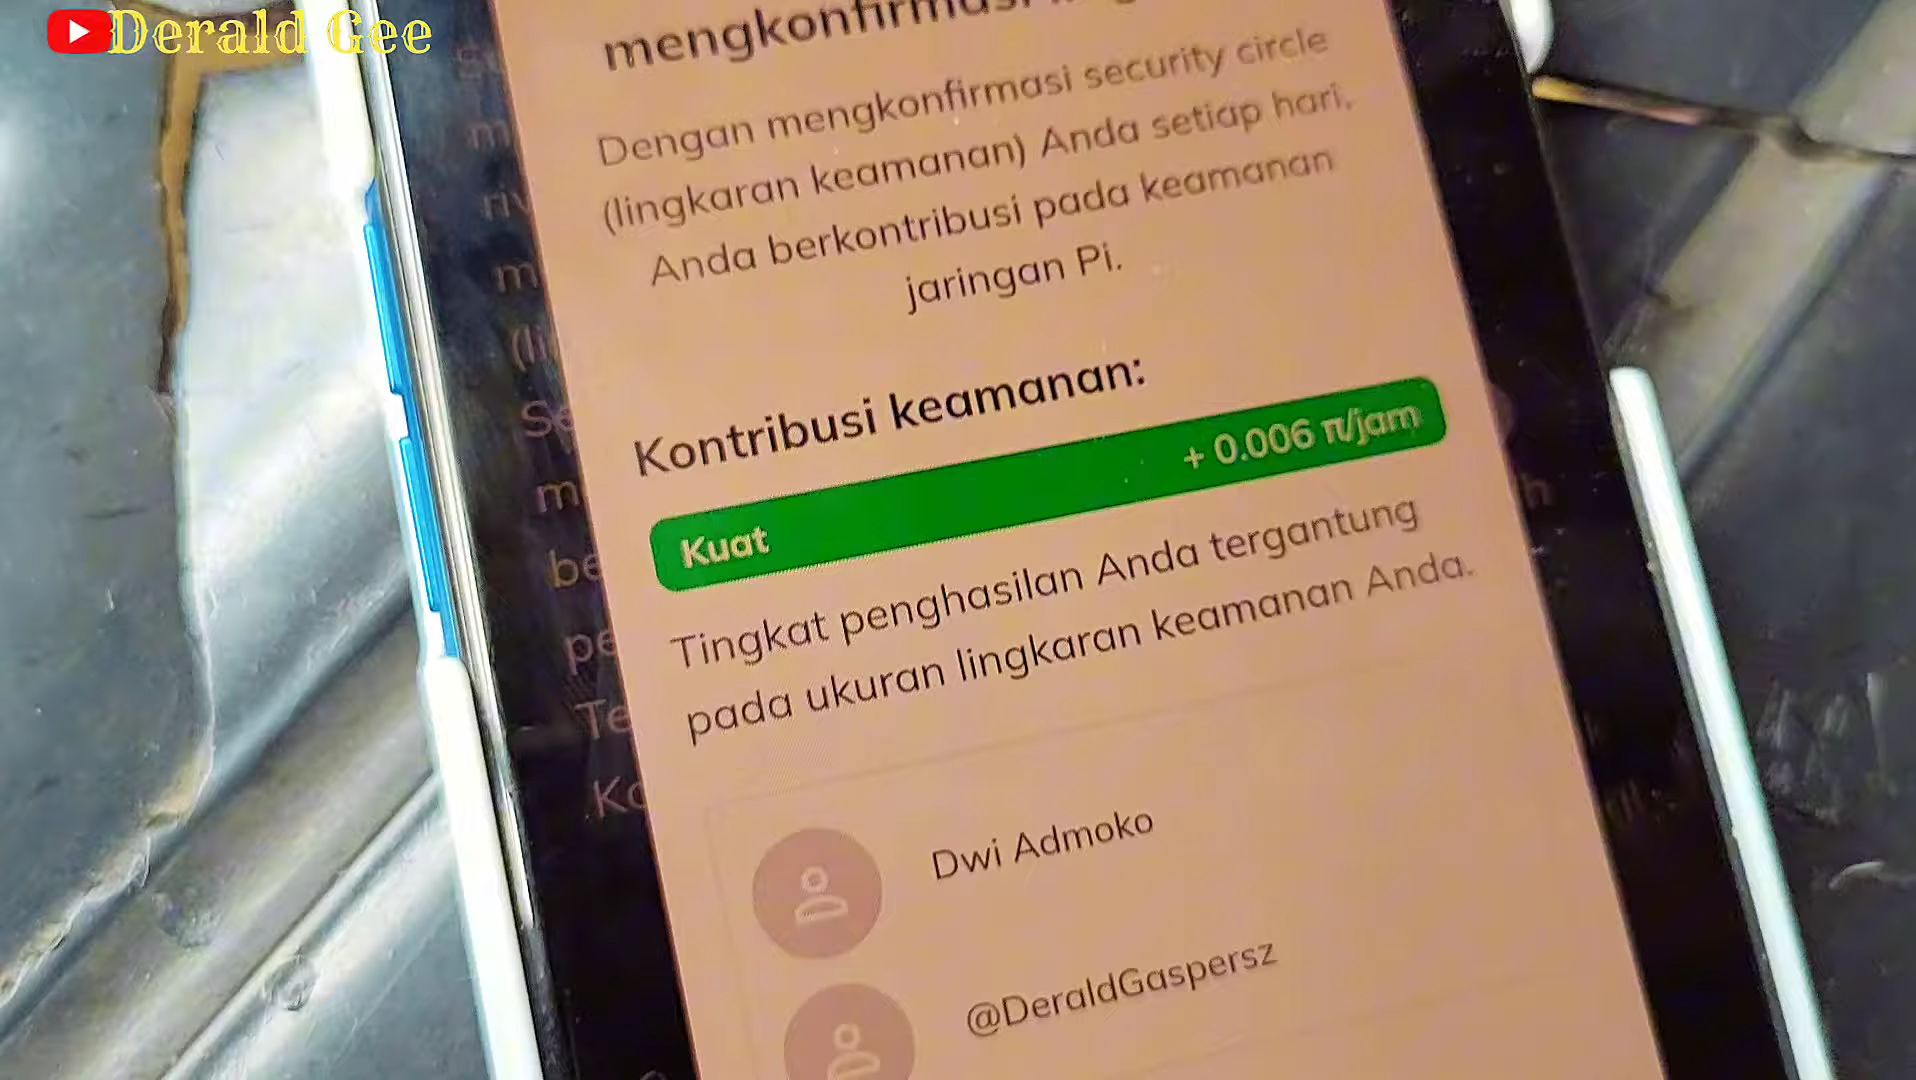 Derald Gee
Dengan mengkonfirmasi security circle
(lingkaran keamanan) Anda setiap hari,
Anda berkontribusi pada keamanan
jaringan Pi.
Kontribusi keamanan:
Kuat + 0.006 π/jam
Tingkat penghasilan Anda tergantung
pada ukuran lingkaran keamanan Anda.
Dwi Admoko
@DeraldGaspersz